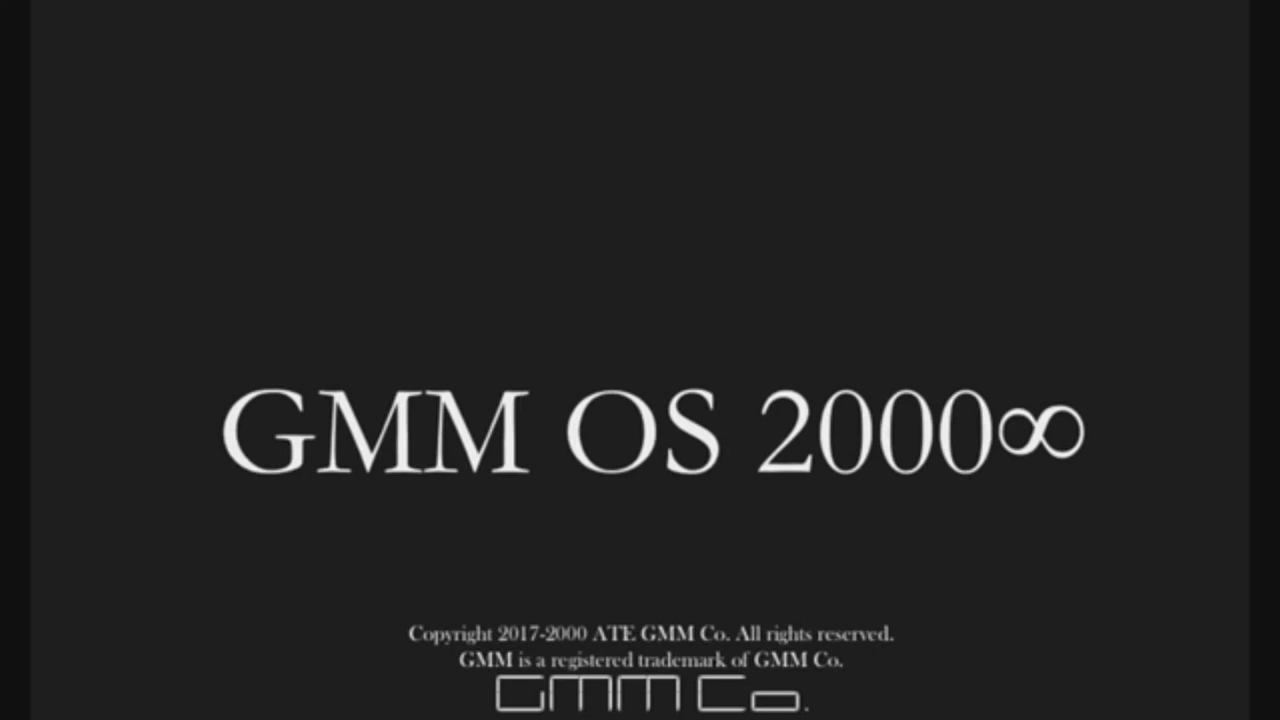 GMM OS 2000∞
Copyright 2017-2000 ATE GMM Co. All rights reserved.
GMM is a registered trademark of GMM Co.
GMM Co.